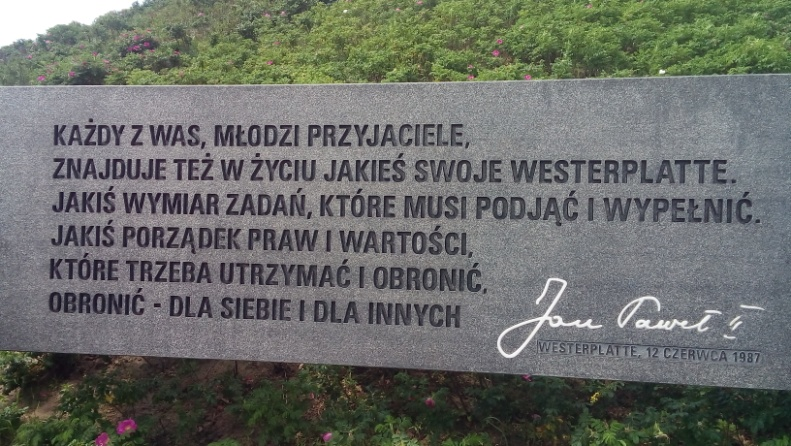 KAŻDY Z WAS, MŁODZI PRZYJACIELE,
ZNAJDUJE TEŻ W ŻYCIU JAKIEŚ SWOJE WESTERPLATTE.
JAKIŚ WYMIAR ZADAŃ, KTÓRE MUSI PODJĄĆ I WYPEŁNIĆ.
JAKIŚ PORZĄDEK PRAW I WARTOŚCI,
KTÓRE TRZEBA UTRZYMAĆ I OBRONIĆ,
OBRONIĆ - DLA SIEBIE I DLA INNYCH
Jan Paweł II
WESTERPLATTE, 12 CZERWCA 1987